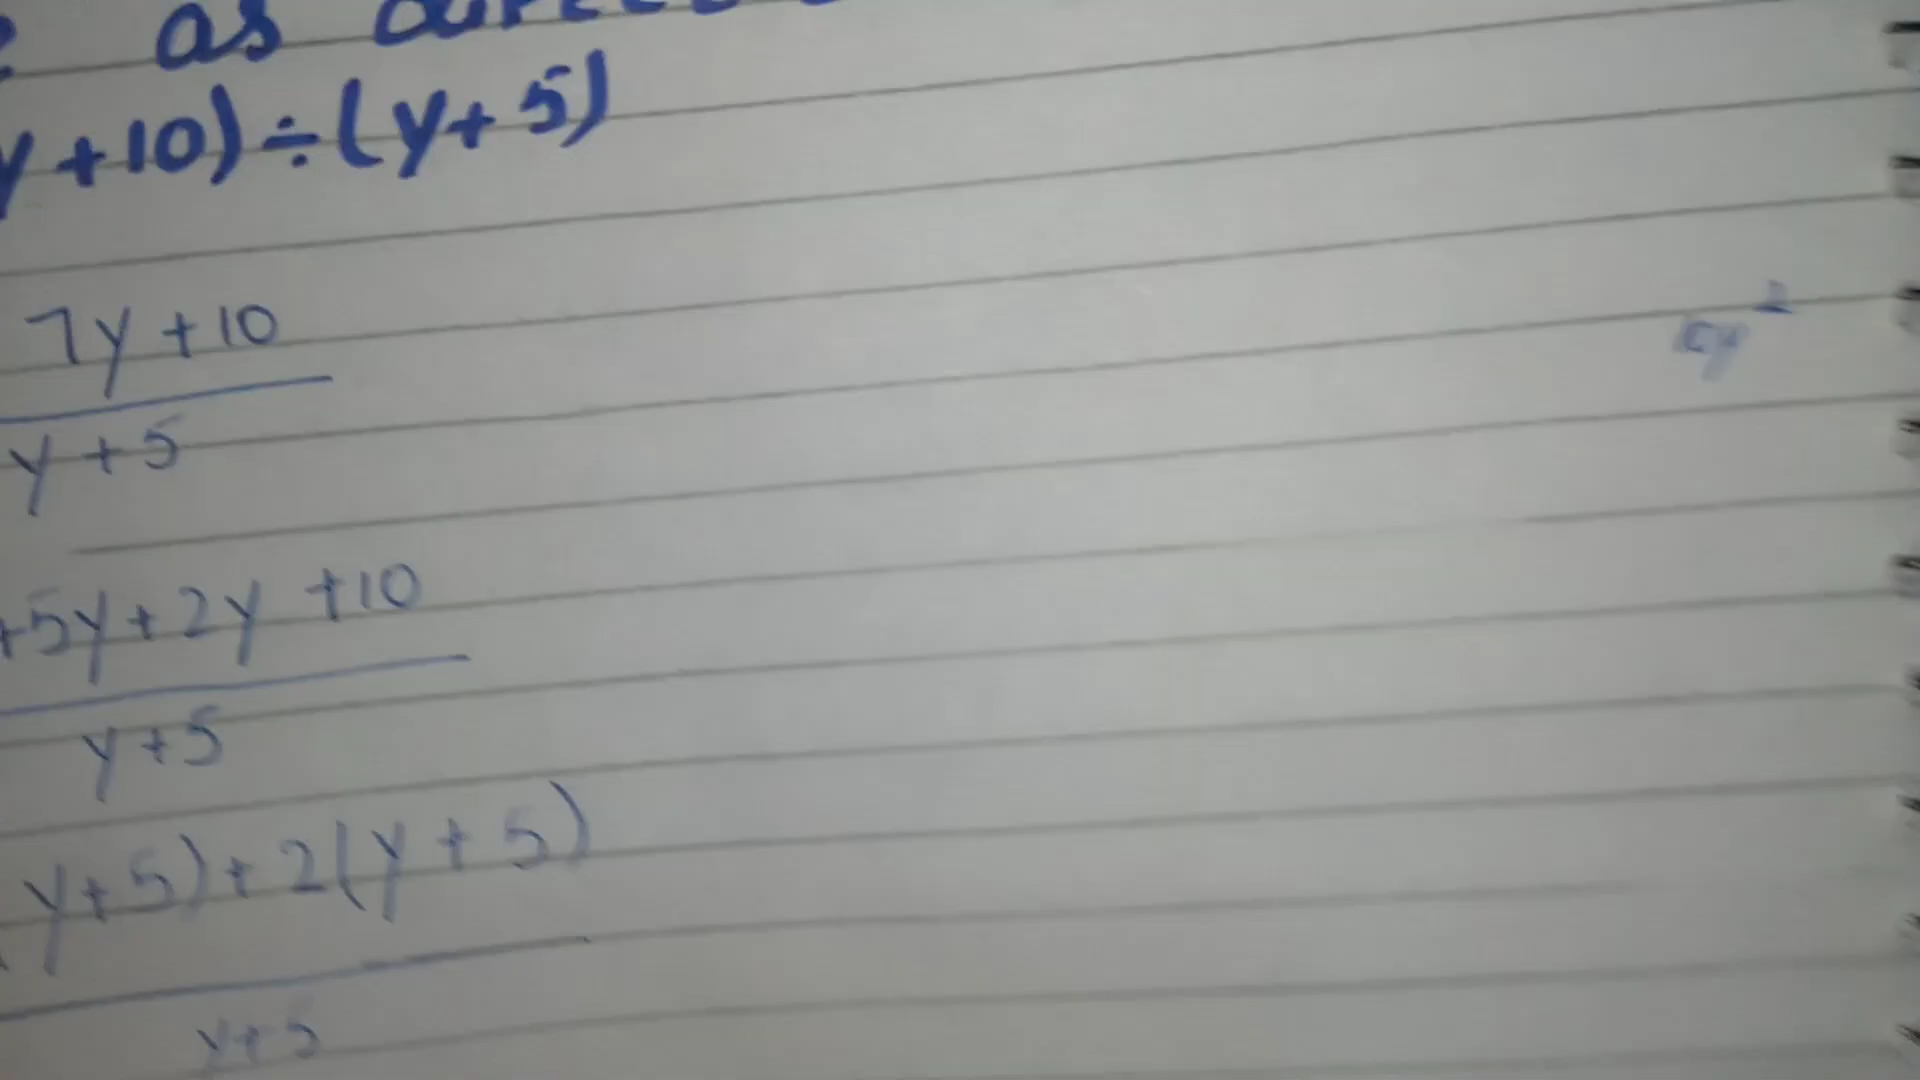 as
y + 10) ÷ (y + 5)
7y + 10
y + 5
+5y + 2y + 10
y + 5
y + 5) + 2(y + 5)
y + 5